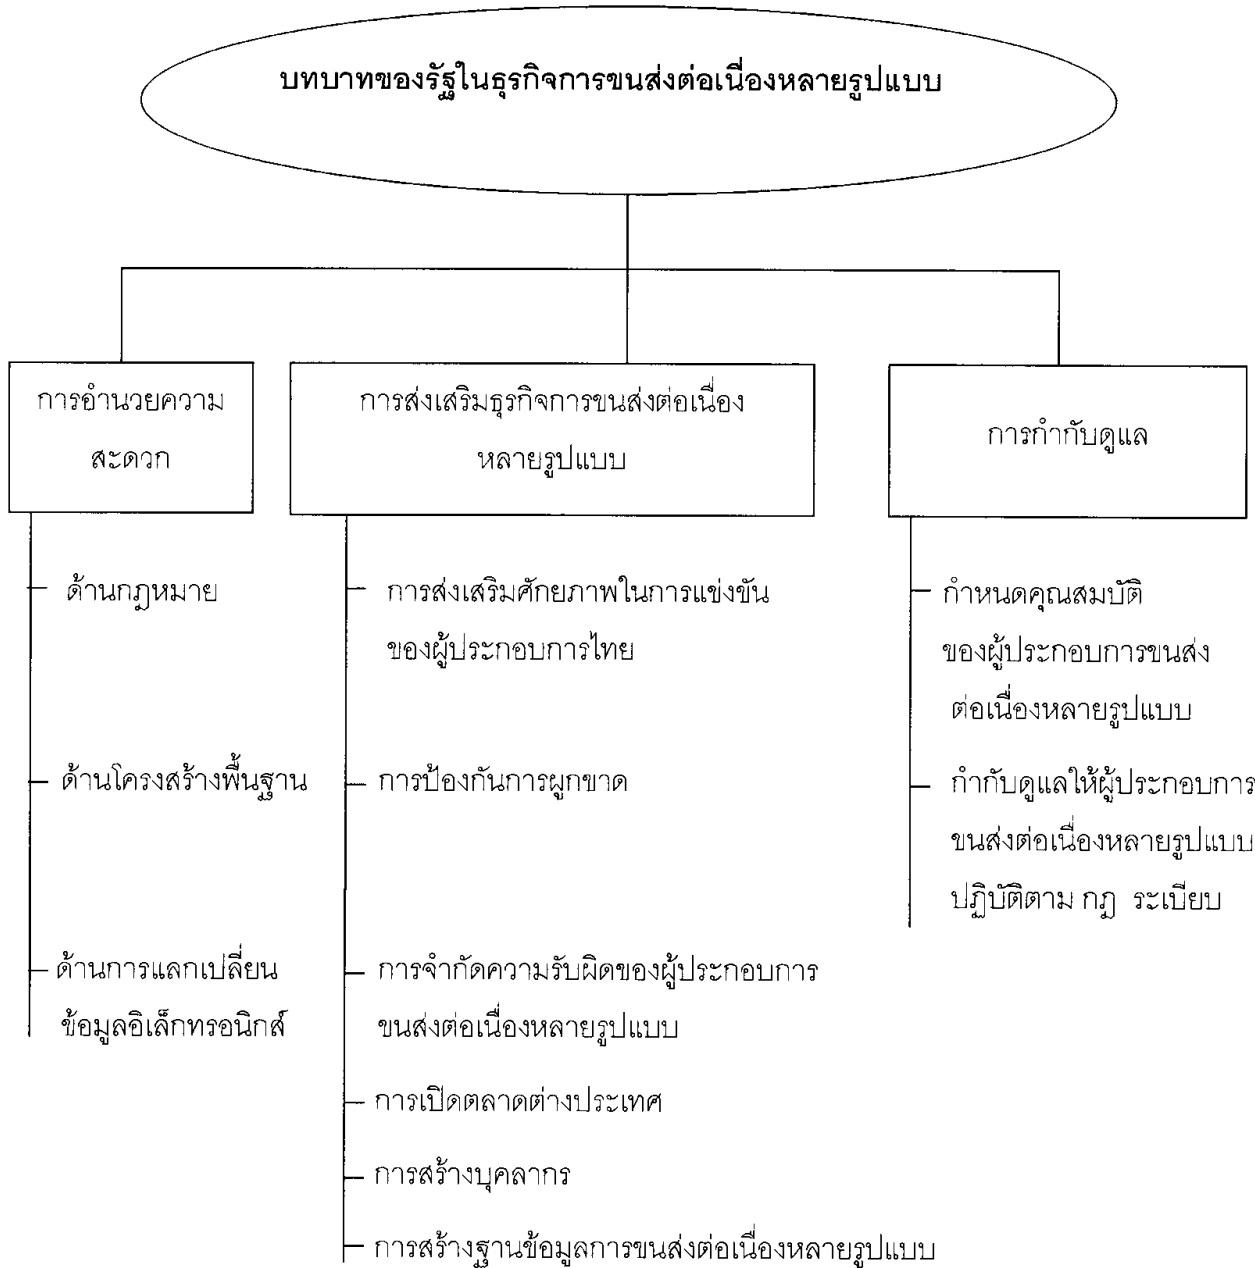 บทบาทของรัฐในธุรกิจการขนส่งต่อเนื่องหลายรูปแบบ
การอำนวยความ
สะดวก
ด้านกฎหมาย
ด้านโครงสร้างพื้นฐาน
ด้านการแลกเปลี่ยน
ข้อมูลอิเล็กทรอนิกส์
การส่งเสริมธุรกิจการขนส่งต่อเนื่อง
หลายรูปแบบ
การส่งเสริมศักยภาพในการแข่งขัน
ของผู้ประกอบการไทย
การป้องกันการผูกขาด
การจำกัดความรับผิดของผู้ประกอบการ
ขนส่งต่อเนื่องหลายรูปแบบ
การเปิดตลาดต่างประเทศ
การสร้างบุคลากร
การสร้างฐานข้อมูลการขนส่งต่อเนื่องหลายรูปแบบ
การกำกับดูแล
กำหนดคุณสมบัติ
ของผู้ประกอบการขนส่ง
ต่อเนื่องหลายรูปแบบ
กำกับดูแลให้ผู้ประกอบการ
ขนส่งต่อเนื่องหลายรูปแบบ
ปฏิบัติตาม กฎ ระเบียบ